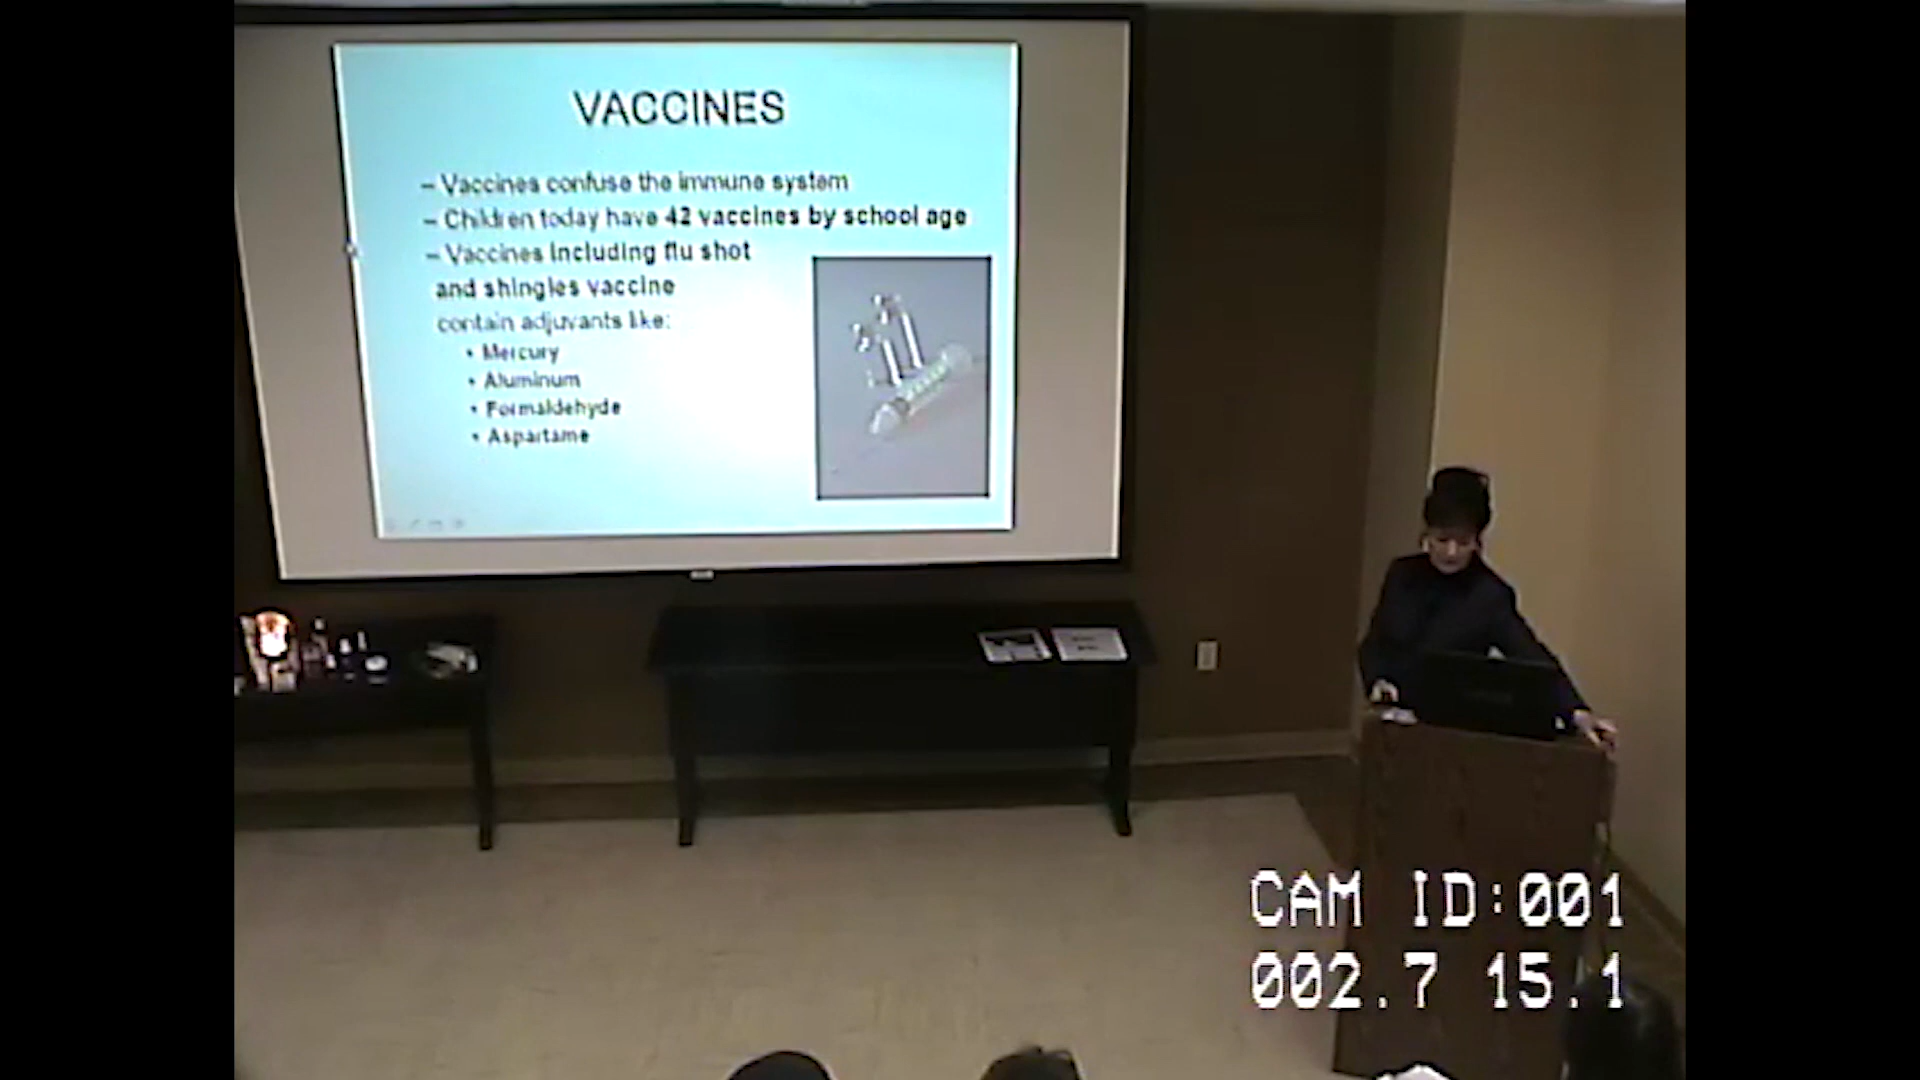 VACCINES
– Vaccines confuse the immune system
– Children today have 42 vaccines by school age
– Vaccines including flu shot
and shingles vaccine
contain adjuvants like:
• Mercury
• Aluminum
• Formaldehyde
• Aspartame
CAM ID:001
002.7 15.1